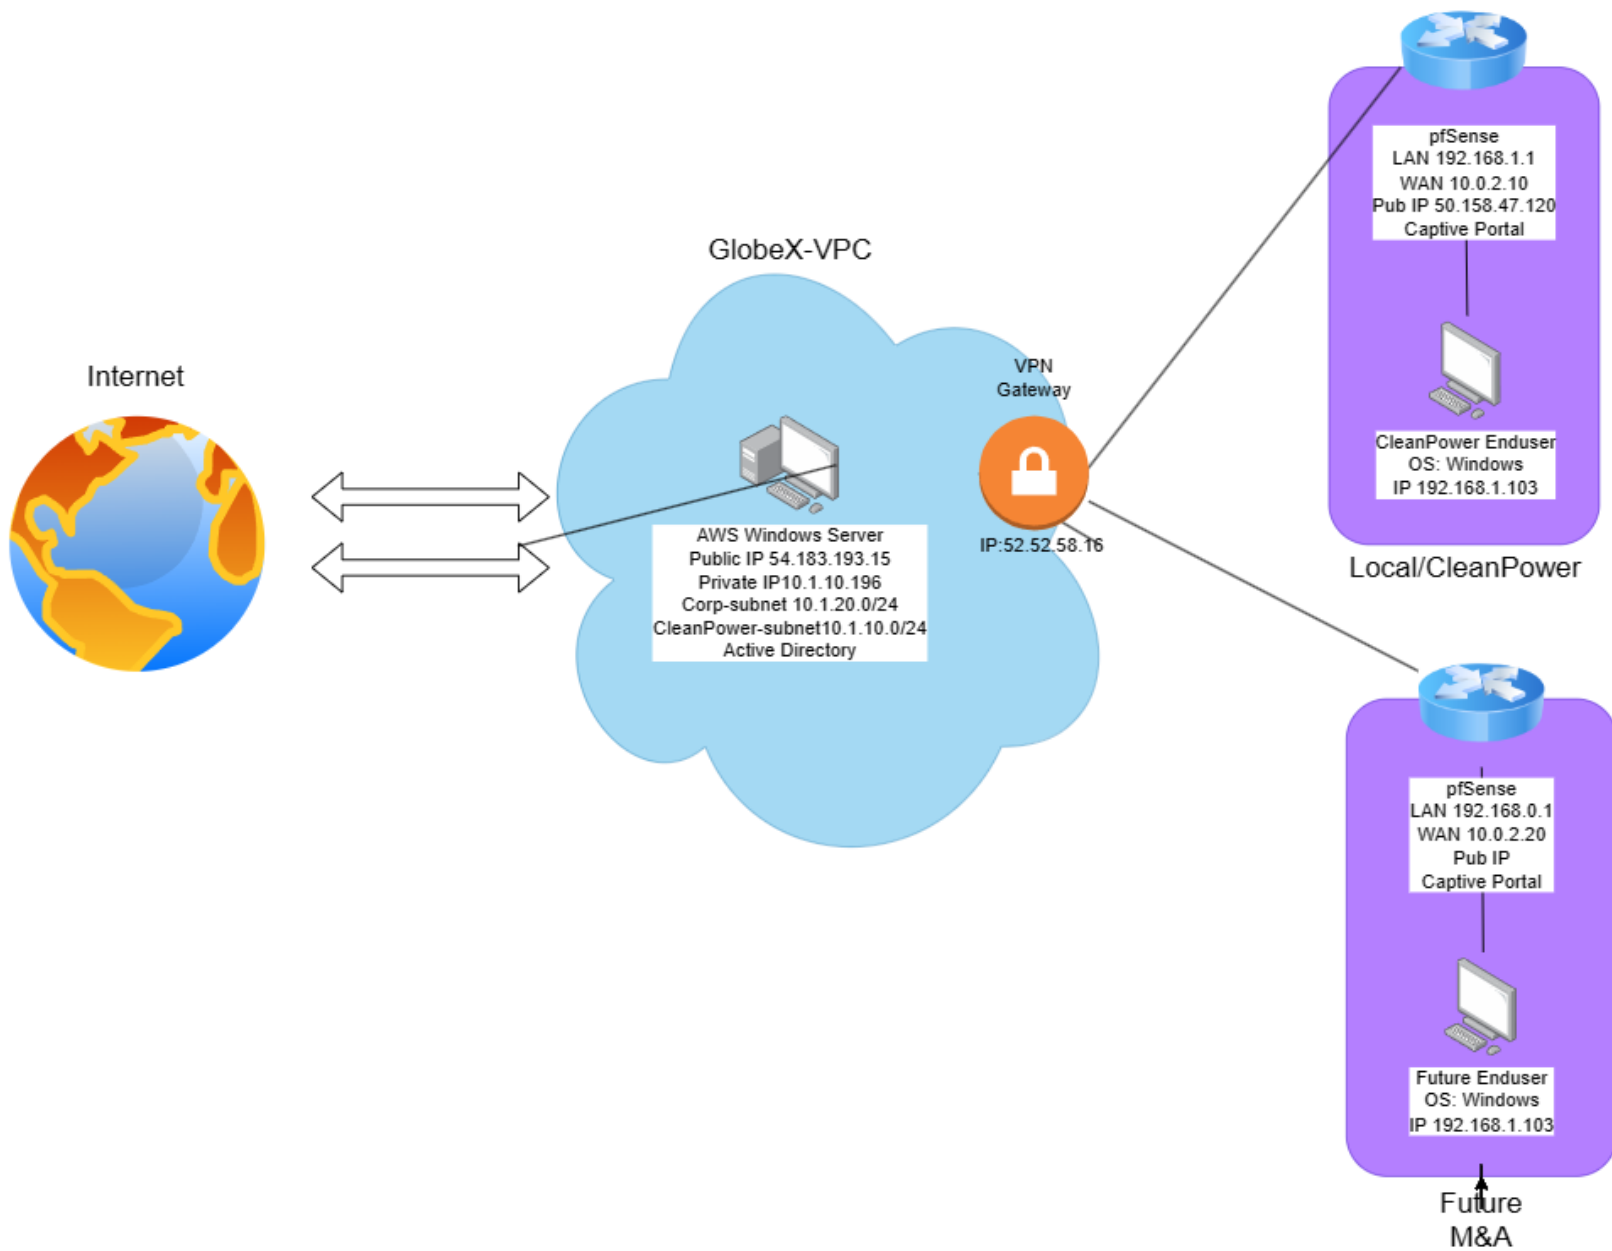 Internet
GlobeX-VPC
AWS Windows Server
Public IP 54.183.193.15
Private IP10.1.10.196
Corp-subnet 10.1.20.0/24
CleanPower-subnet10.1.10.0/24
Active Directory
VPN
Gateway
IP:52.52.58.16
pfSense
LAN 192.168.1.1
WAN 10.0.2.10
Pub IP 50.158.47.120
Captive Portal
CleanPower Enduser
OS: Windows
IP 192.168.1.103
Local/CleanPower
pfSense
LAN 192.168.0.1
WAN 10.0.2.20
Pub IP
Captive Portal
Future Enduser
OS: Windows
IP 192.168.1.103
Future
M&A